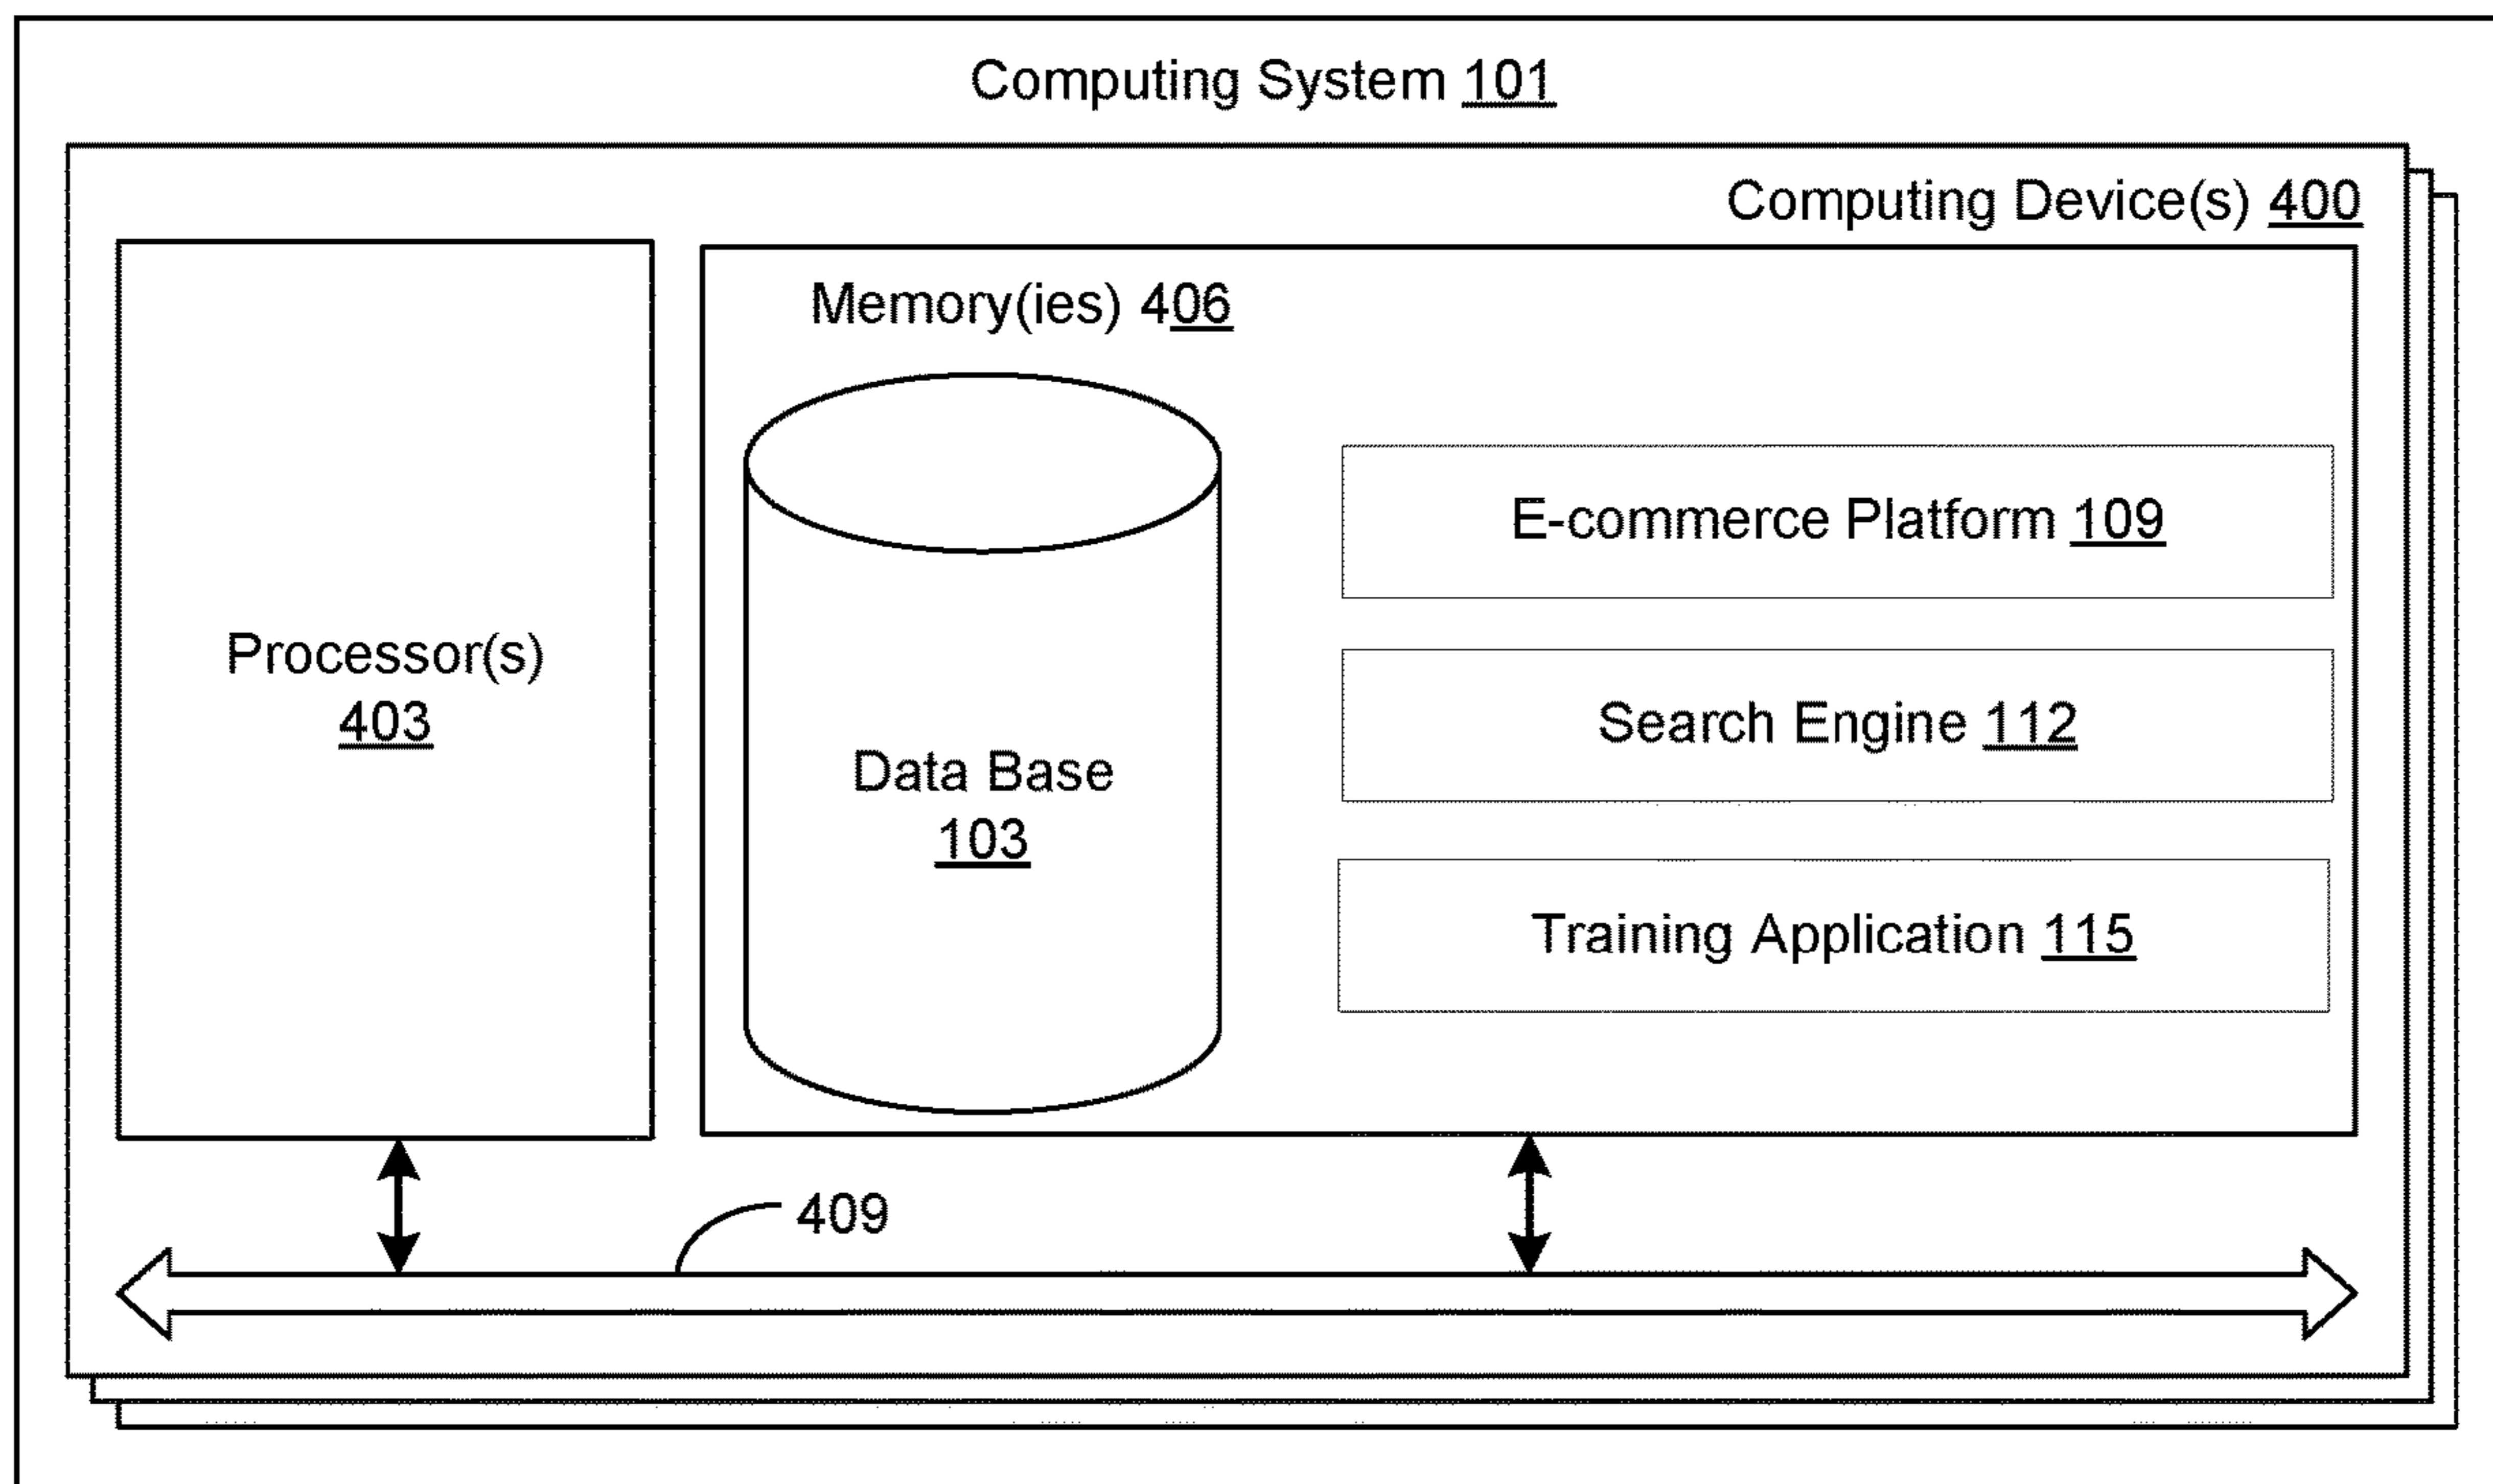 Computing System 101
Computing Device(s) 400
Memory(ies) 406
E-commerce Platform 109
Processor(s)
403
Search Engine 112
Data Base
103
Training Application 115
409